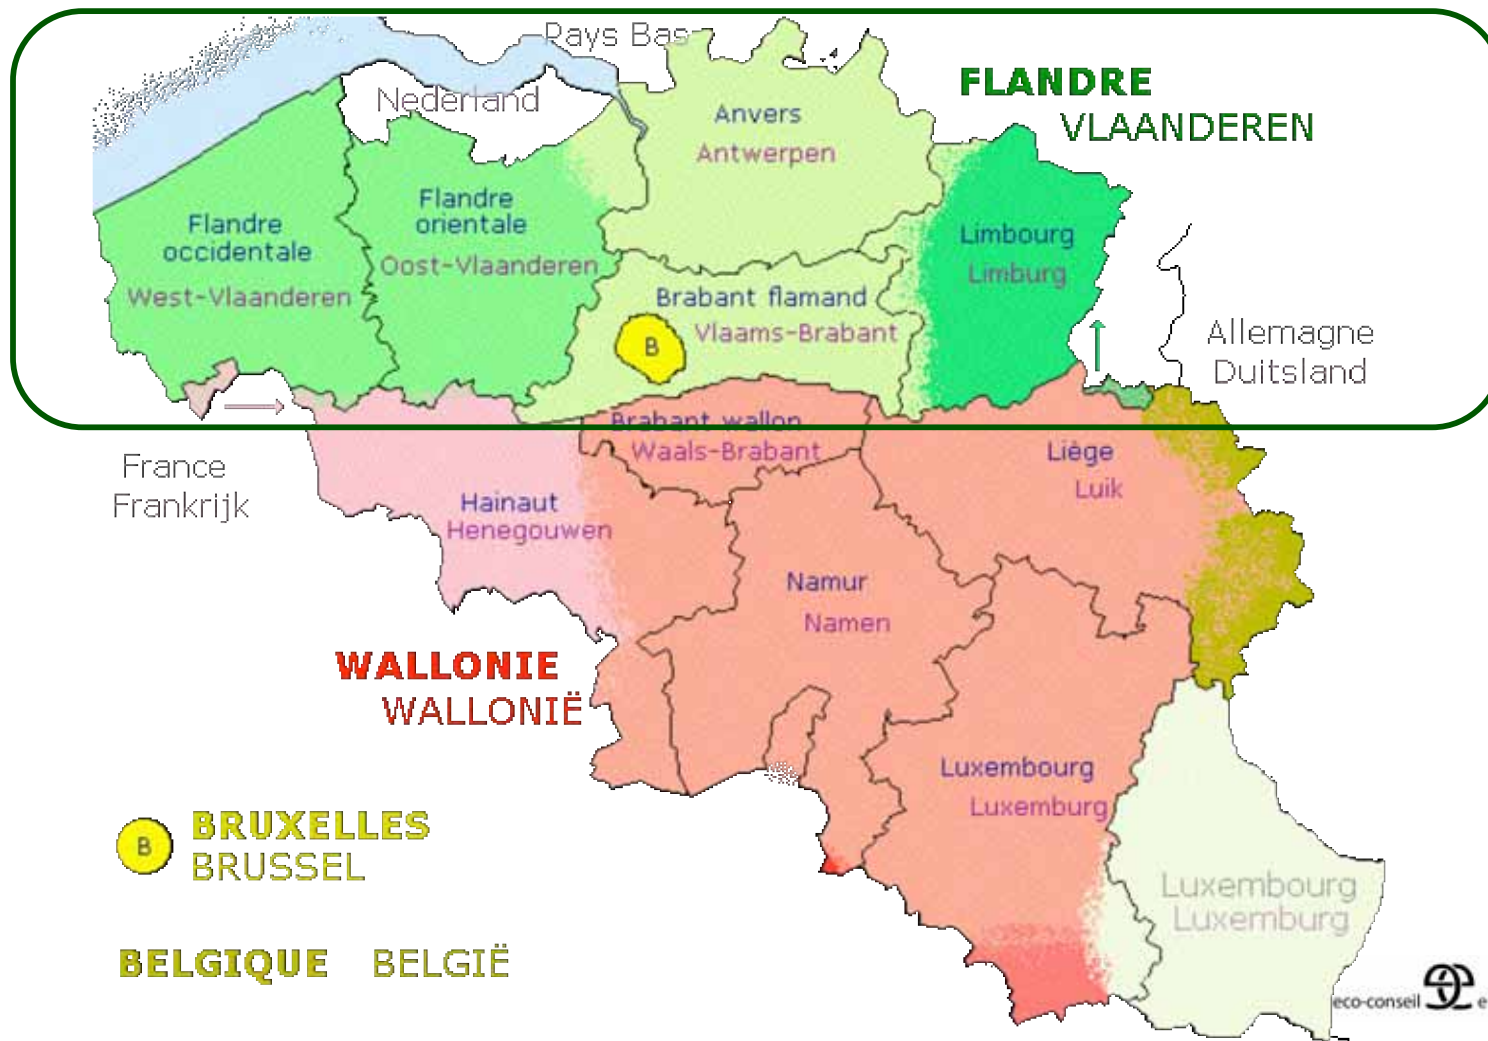 Pays Bas
Nederland
FLANDRE
VLAANDEREN
Anvers
Antwerpen
Flandre
occidentale
West-Vlaanderen
Flandre
orientale
Oost-Vlaanderen
Limbourg
Limburg
Brabant flamand
Vlaams-Brabant
B
Allemagne
Duitsland
Brabant wallon
Waals-Brabant
France
Frankrijk
Hainaut
Henegouwen
Liège
Luik
Namur
Namen
WALLONIE
WALLONIË
Luxembourg
Luxemburg
B
BRUXELLES
BRUSSEL
Luxembourg
Luxemburg
BELGIQUE BELGIË
eco-conseil
e